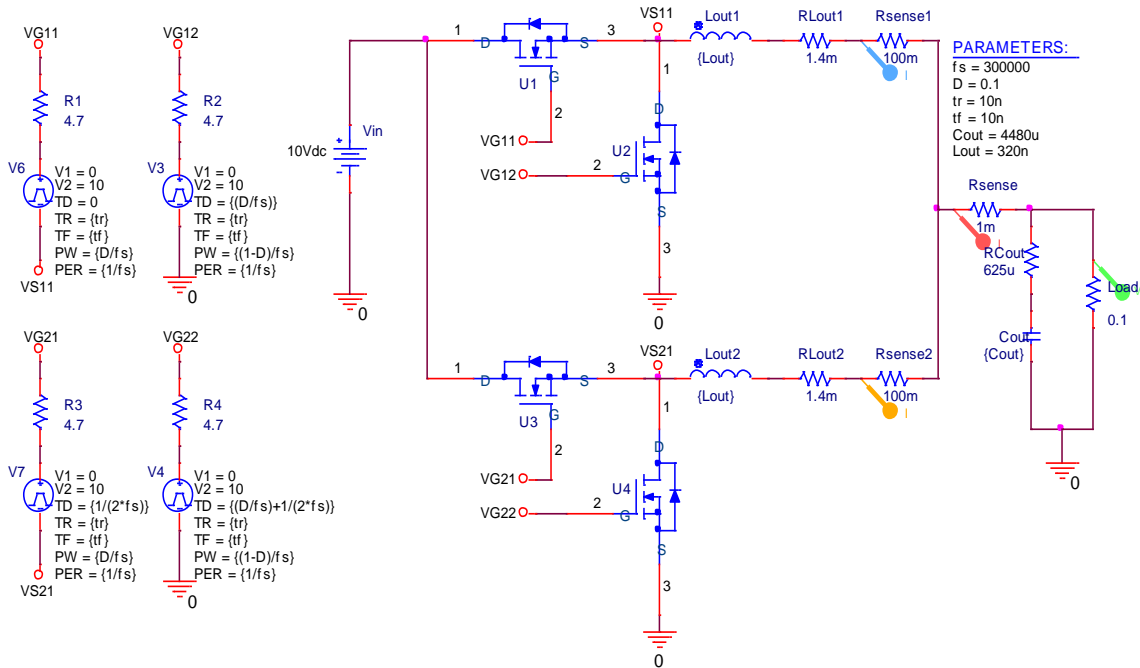 VG11
R1
4.7
V6
V1 = 0
V2 = 10
TD = 0
TR = {tr}
TF = {tf}
PW = {D/fs}
PER = {1/fs}
VS11
VG12
R2
4.7
V3
V1 = 0
V2 = 10
TD = {(D/fs)}
TR = {tr}
TF = {tf}
PW = {(1-D)/fs}
PER = {1/fs}
0
VG21
R3
4.7
V7
V1 = 0
V2 = 10
TD = {1/(2*fs)}
TR = {tr}
TF = {tf}
PW = {D/fs}
PER = {1/fs}
VS21
VG22
R4
4.7
V4
V1 = 0
V2 = 10
TD = {(D/fs)+1/(2*fs)}
TR = {tr}
TF = {tf}
PW = {(1-D)/fs}
PER = {1/fs}
0
Vin
10Vdc
0
1
D
S
3
G
U1
2
VG11
VS11
1
D
U2
VG12
2
G
S
3
0
Lout1
{Lout}
RLout1
1.4m
Rsense1
100m
I
1
D
S
3
G
U3
2
VG21
VS21
1
D
U4
VG22
2
G
S
3
0
Lout2
{Lout}
RLout2
1.4m
Rsense2
100m
I
PARAMETERS:
fs = 300000
D = 0.1
tr = 10n
tf = 10n
Cout = 4480u
Lout = 320n
Rsense
1m
RCout
625u
Cout
{Cout}
Load
0.1
0